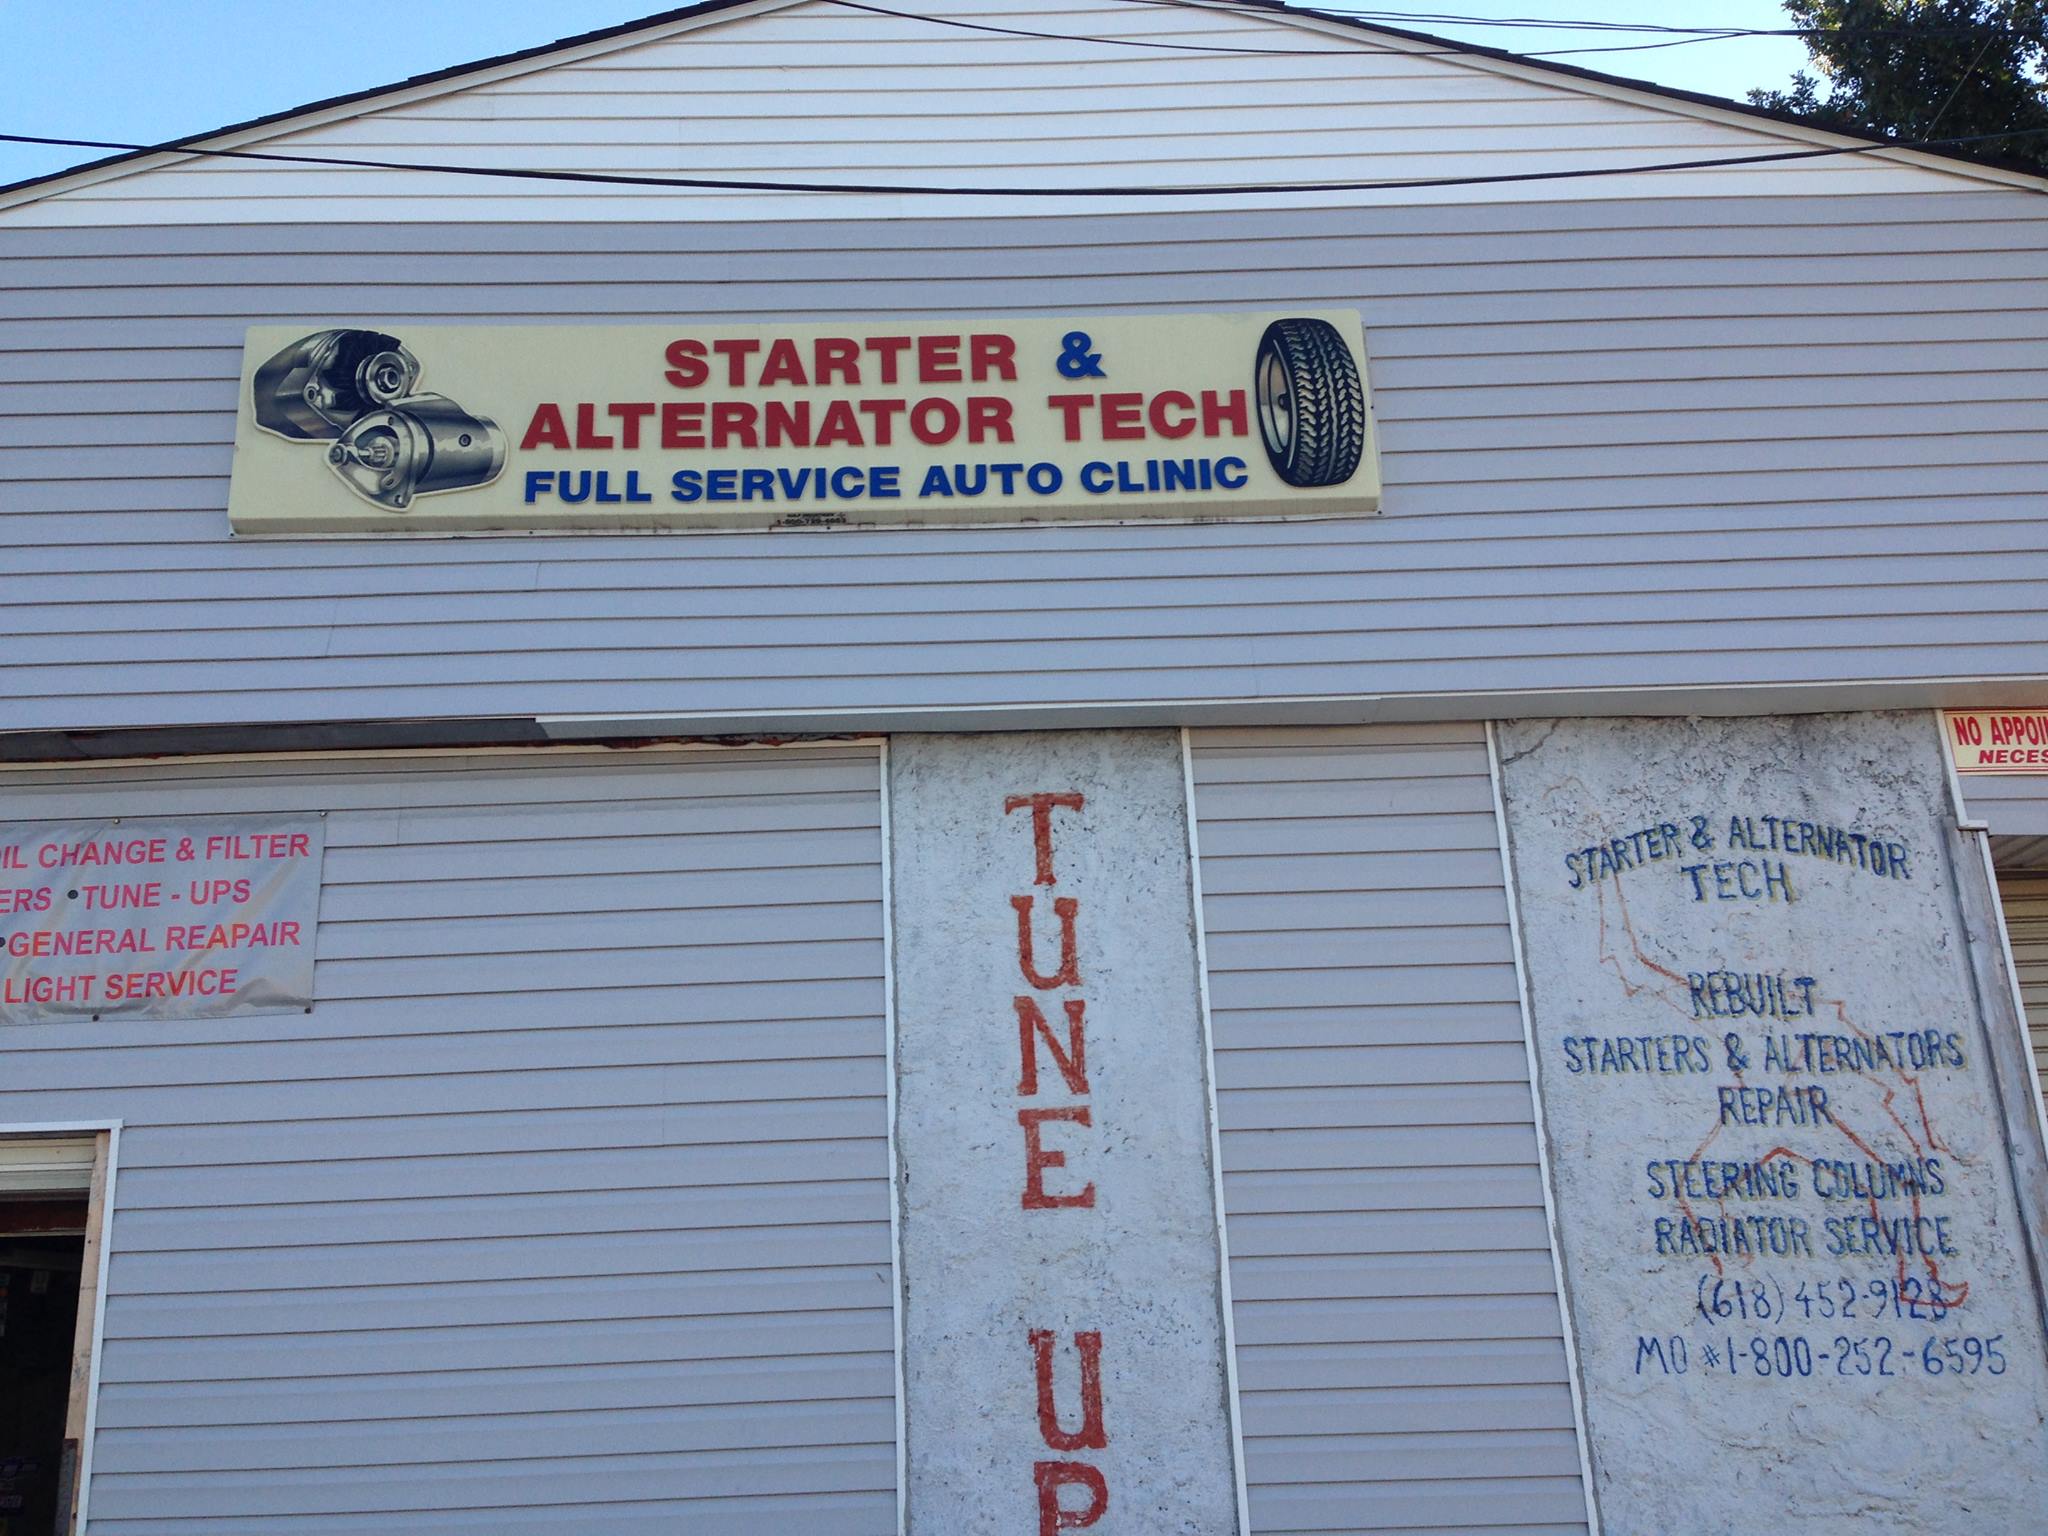 STARTER &
ALTERNATOR TECH
FULL SERVICE AUTO CLINIC
NO APPOIN
NECES
OIL CHANGE & FILTER
ERS • TUNE - UPS
• GENERAL REAPAIR
LIGHT SERVICE
TUNE UP
STARTER & ALTERNATOR
TECH
REBUILT
STARTERS & ALTERNATORS
REPAIR
STEERING COLUMNS
RADIATOR SERVICE
(618) 452-9128
MO # 1-800-252-6595